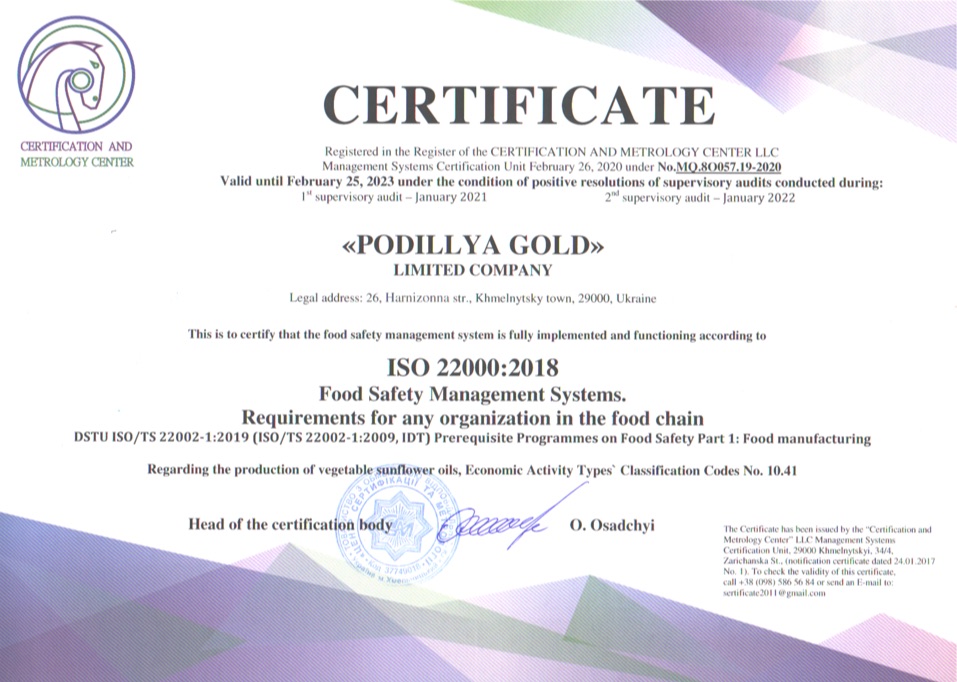 CERTIFICATION AND
METROLOGY CENTER
CERTIFICATE
Registered in the Register of the CERTIFICATION AND METROLOGY CENTER LLC
Management Systems Certification Unit February 26, 2020 under No.MQ.8O057.19-2020
Valid until February 25, 2023 under the condition of positive resolutions of supervisory audits conducted during:
1st supervisory audit – January 2021 2nd supervisory audit – January 2022
«PODILLYA GOLD»
LIMITED COMPANY
Legal address: 26, Harnizonna str., Khmelnytsky town, 29000, Ukraine
This is to certify that the food safety management system is fully implemented and functioning according to
ISO 22000:2018
Food Safety Management Systems.
Requirements for any organization in the food chain
DSTU ISO/TS 22002-1:2019 (ISO/TS 22002-1:2009, IDT) Prerequisite Programmes on Food Safety Part 1: Food manufacturing
Regarding the production of vegetable sunflower oils, Economic Activity Types` Classification Codes No. 10.41
Head of the certification body O. Osadchyi
The Certificate has been issued by the "Certification and
Metrology Center" LLC Management Systems
Certification Unit, 29000 Khmelnytskyi, 34/4,
Zarichanska St., (notification certificate dated 24.01.2017
No. 1). To check the validity of this certificate,
call +38 (098) 586 56 84 or send an E-mail to:
sertificate2011@gmail.com